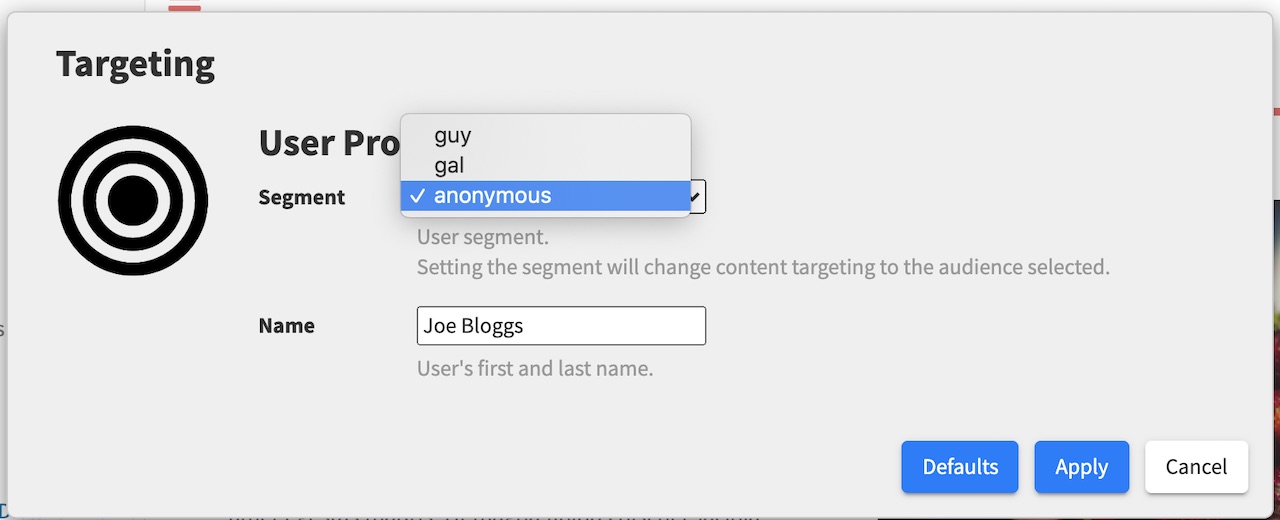 Targeting
User Pro
guy
gal
✓ anonymous
Segment
User segment.
Setting the segment will change content targeting to the audience selected.
Name
Joe Bloggs
User's first and last name.
Defaults
Apply
Cancel